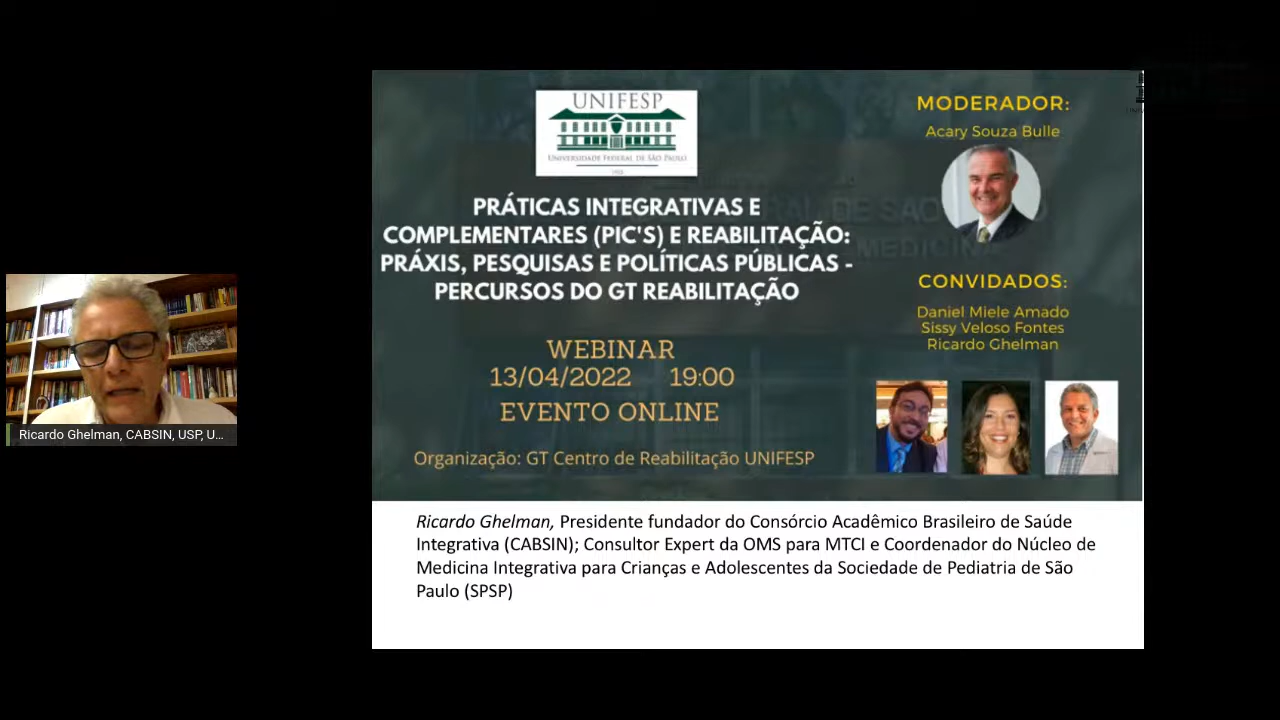 UNIFESP
UNIVERSIDADE FEDERAL DE SÃO PAULO
PRÁTICAS INTEGRATIVAS E
COMPLEMENTARES (PIC'S) E REABILITAÇÃO:
PRÁXIS, PESQUISAS E POLÍTICAS PÚBLICAS -
PERCURSOS DO GT REABILITAÇÃO
WEBINAR
13/04/2022 19:00
EVENTO ONLINE
Organização: GT Centro de Reabilitação UNIFESP
MODERADOR:
Acary Souza Bulle
CONVIDADOS:
Daniel Miele Amado
Sissy Veloso Fontes
Ricardo Ghelman
Ricardo Ghelman, Presidente fundador do Consórcio Acadêmico Brasileiro de Saúde
Integrativa (CABSIN); Consultor Expert da OMS para MTCI e Coordenador do Núcleo de
Medicina Integrativa para Crianças e Adolescentes da Sociedade de Pediatria de São
Paulo (SPSP)
Ricardo Ghelman, CABSIN, USP, U...